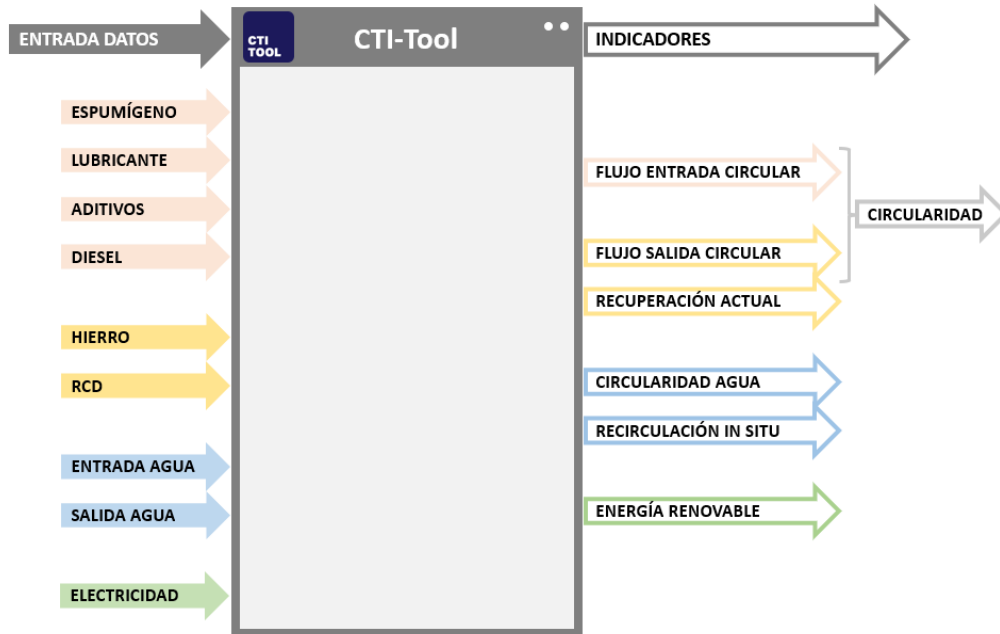 ENTRADA DATOS
CTI
TOOL
CTI-Tool
INDICADORES
ESPUMÍGENO
LUBRICANTE
ADITIVOS
DIESEL
HIERRO
RCD
ENTRADA AGUA
SALIDA AGUA
ELECTRICIDAD
FLUJO ENTRADA CIRCULAR
FLUJO SALIDA CIRCULAR
RECUPERACIÓN ACTUAL
CIRCULARIDAD AGUA
RECIRCULACIÓN IN SITU
ENERGÍA RENOVABLE
CIRCULARIDAD